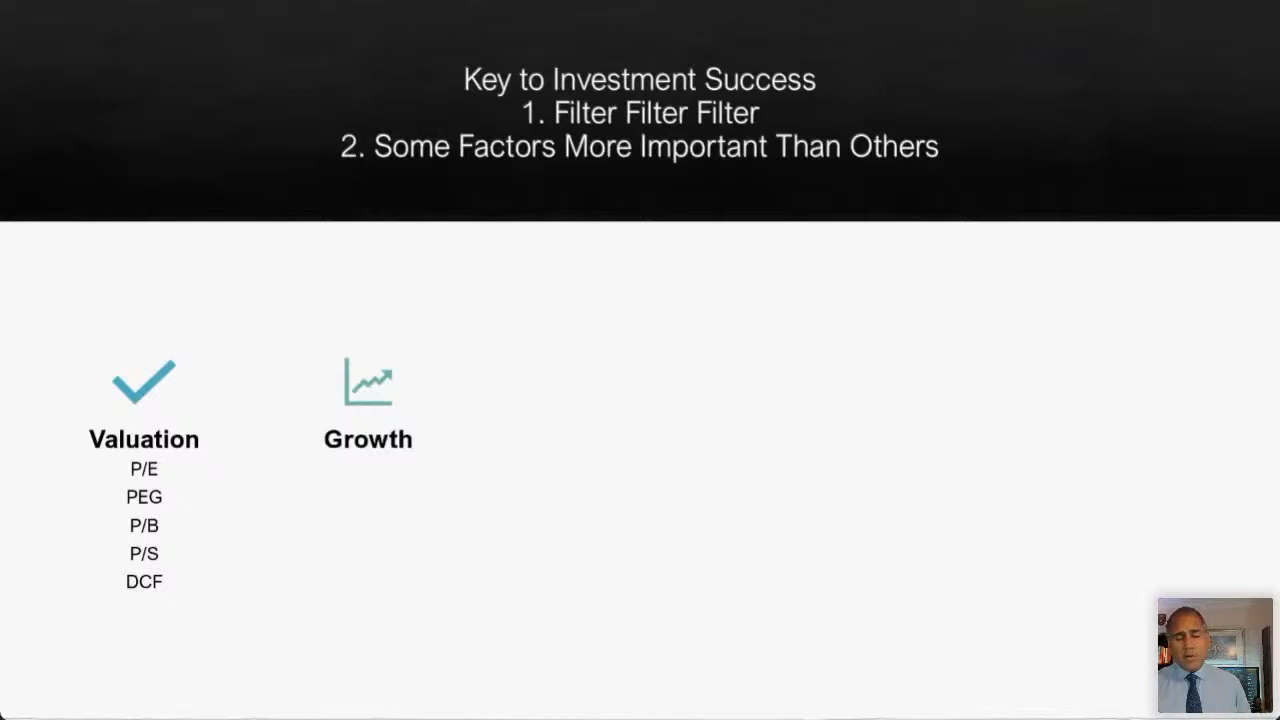 Key to Investment Success
1. Filter Filter Filter
2. Some Factors More Important Than Others
Valuation
P/E
PEG
P/B
P/S
DCF
Growth